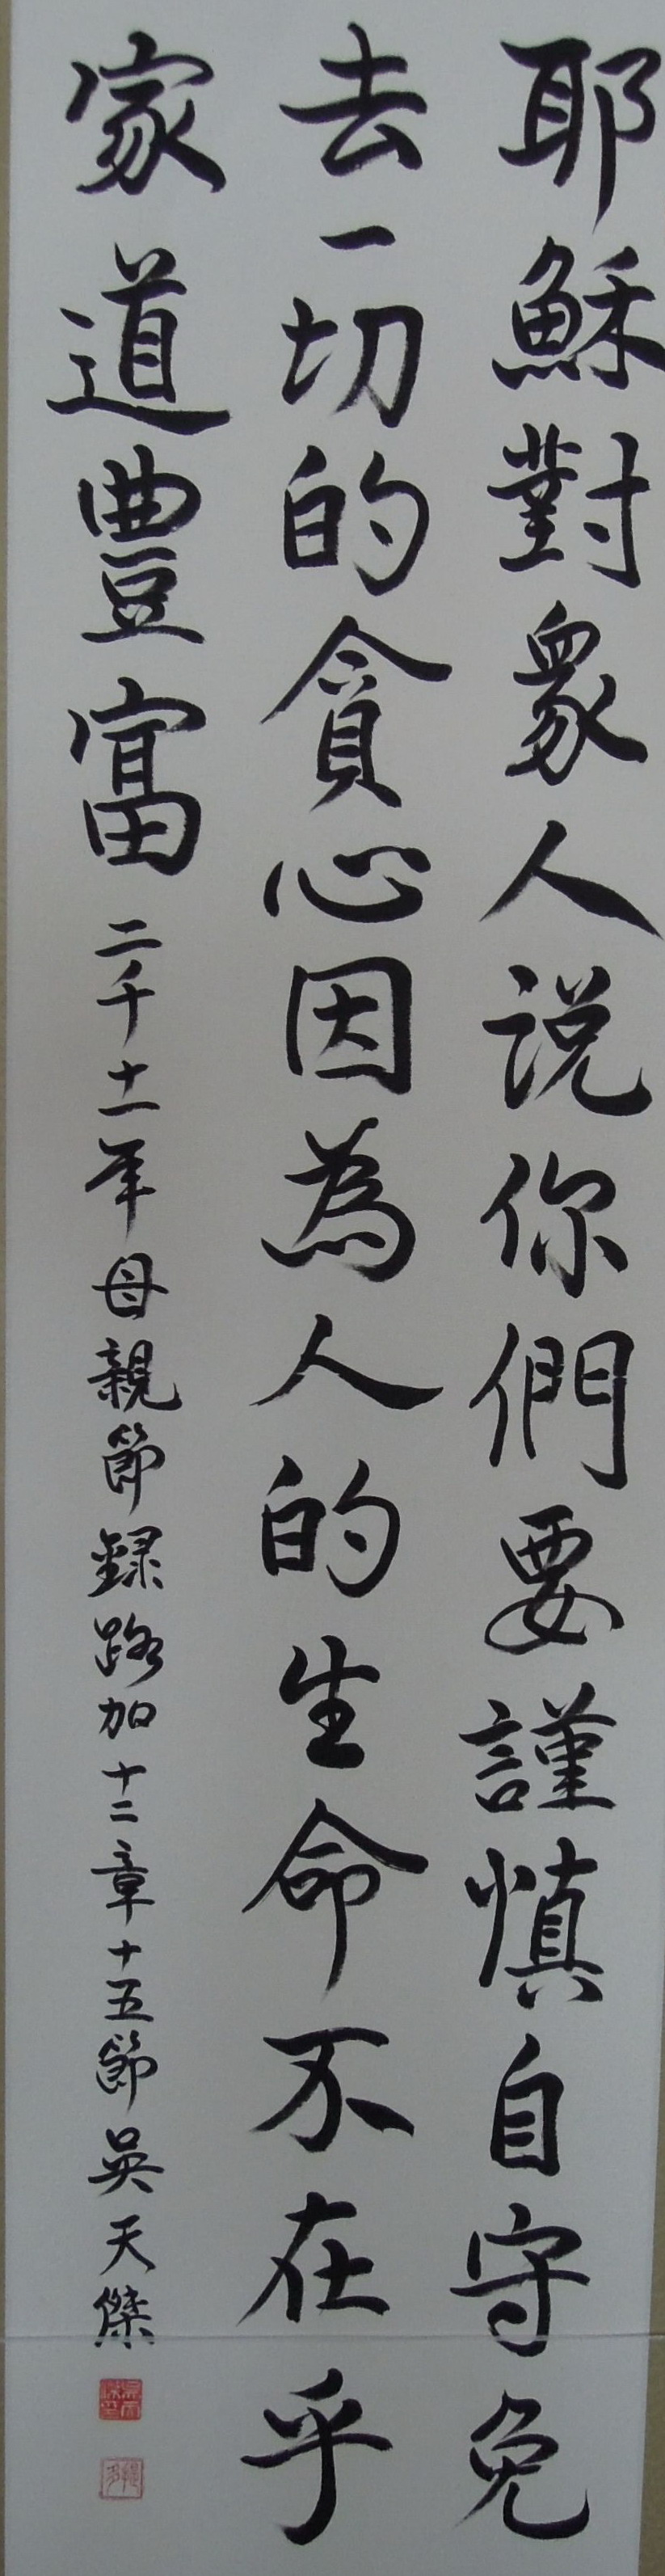 耶穌對眾人説你們要謹慎自守免
去一切的貪心因為人的生命不在乎
家道豐富 二千十一年母親節錄路加十二章十五節吳天傑